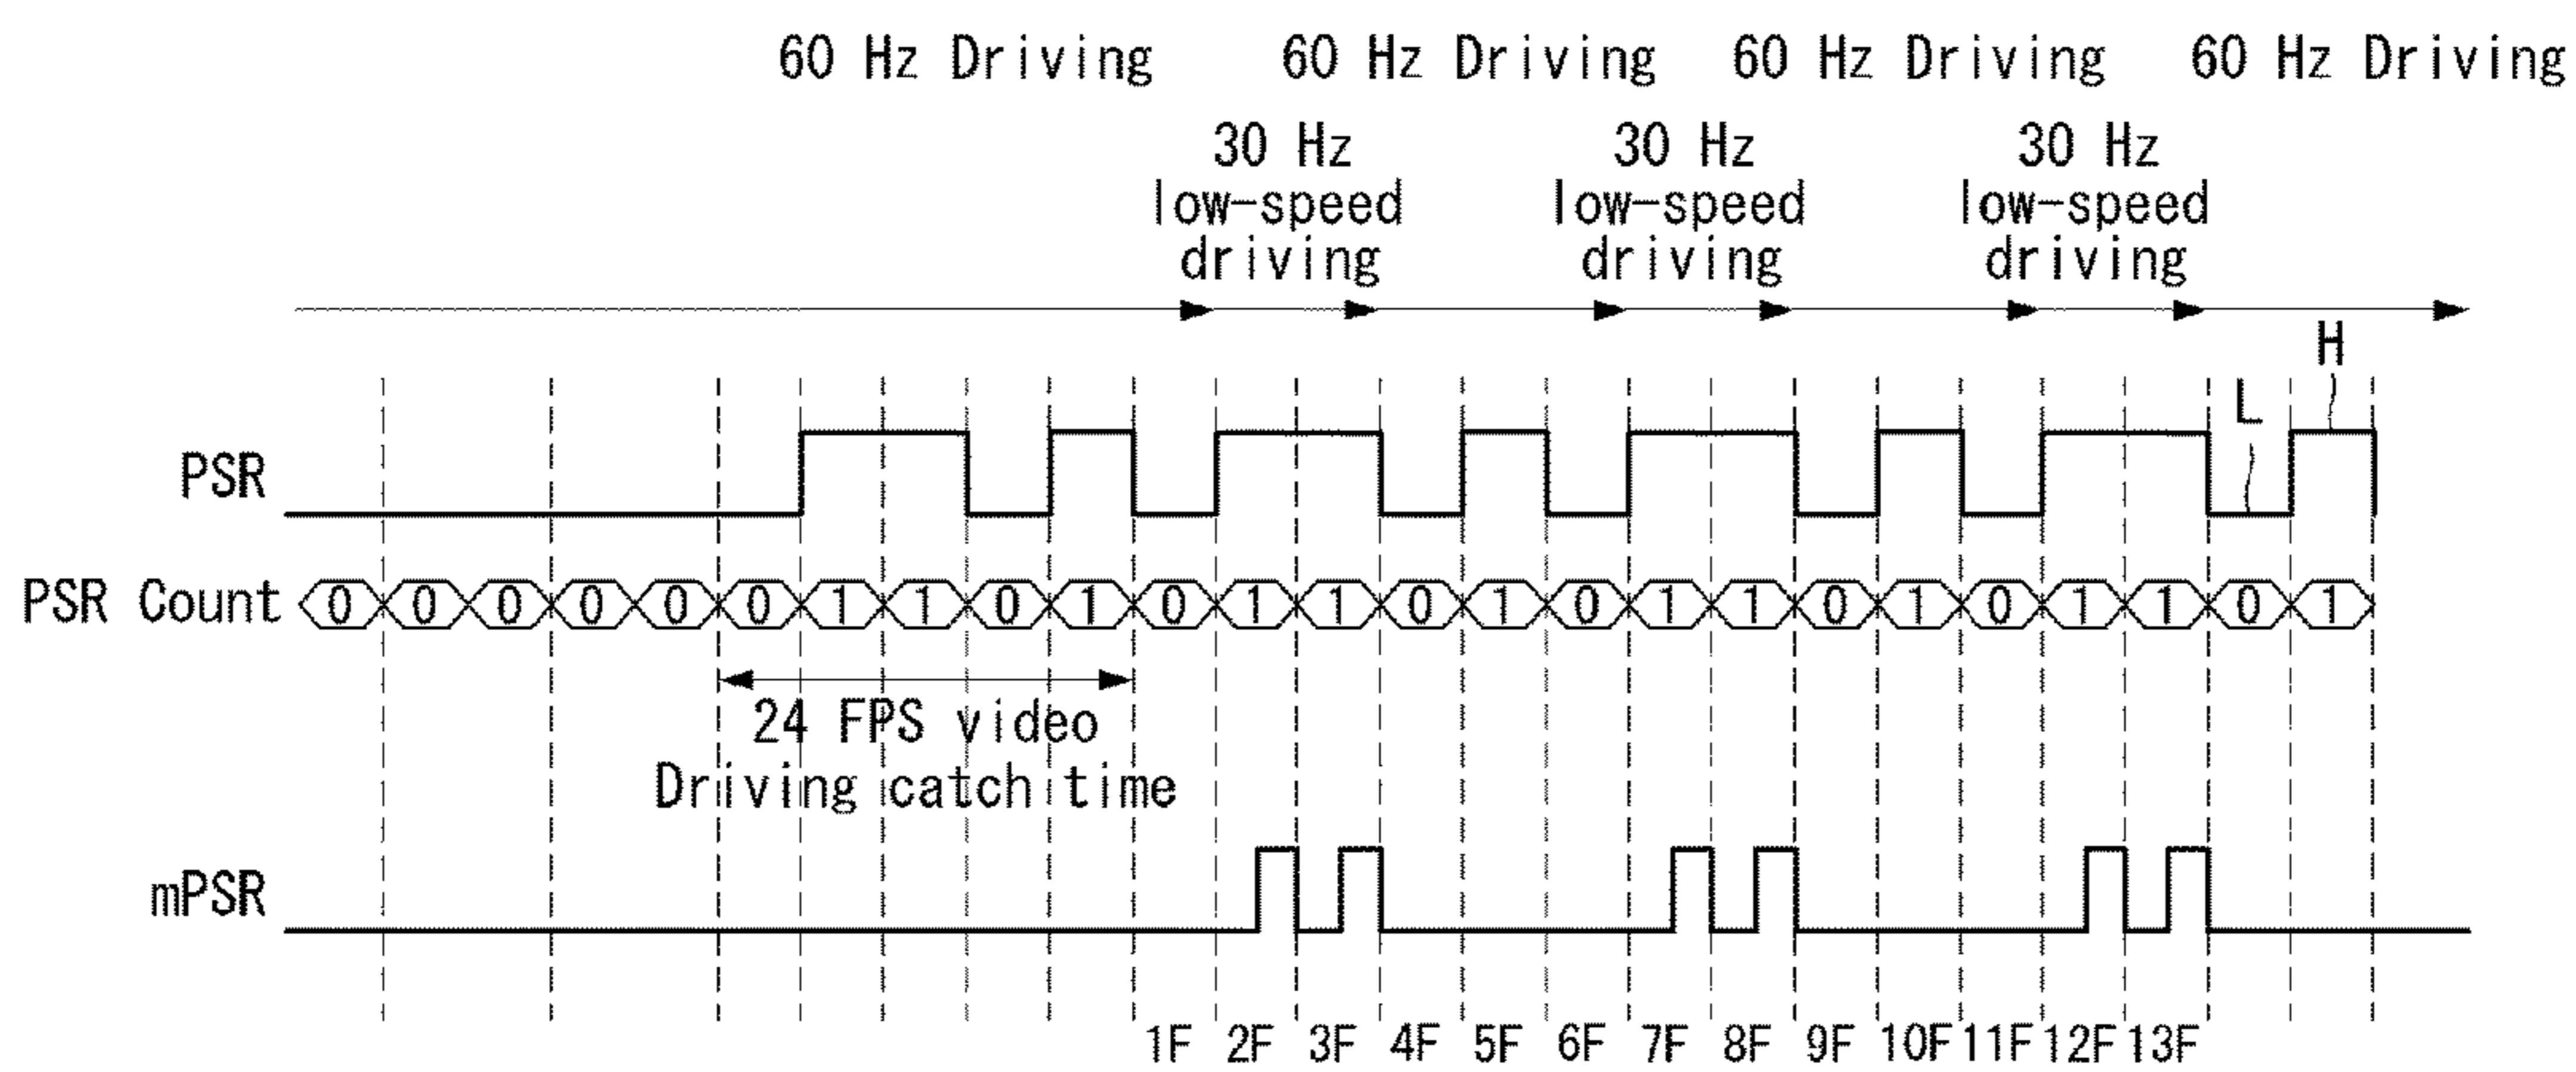 60 Hz Driving 60 Hz Driving 60 Hz Driving 60 Hz Driving
30 Hz 30 Hz 30 Hz
low-speed low-speed low-speed
driving driving driving
H
L
PSR
PSR Count 0 0 0 0 0 0 1 1 0 1 0 1 1 0 1 0 1 1 0 1 0 1 1 0 1
24 FPS video
Driving catch time
mPSR
1F 2F 3F 4F 5F 6F 7F 8F 9F 10F 11F 12F 13F